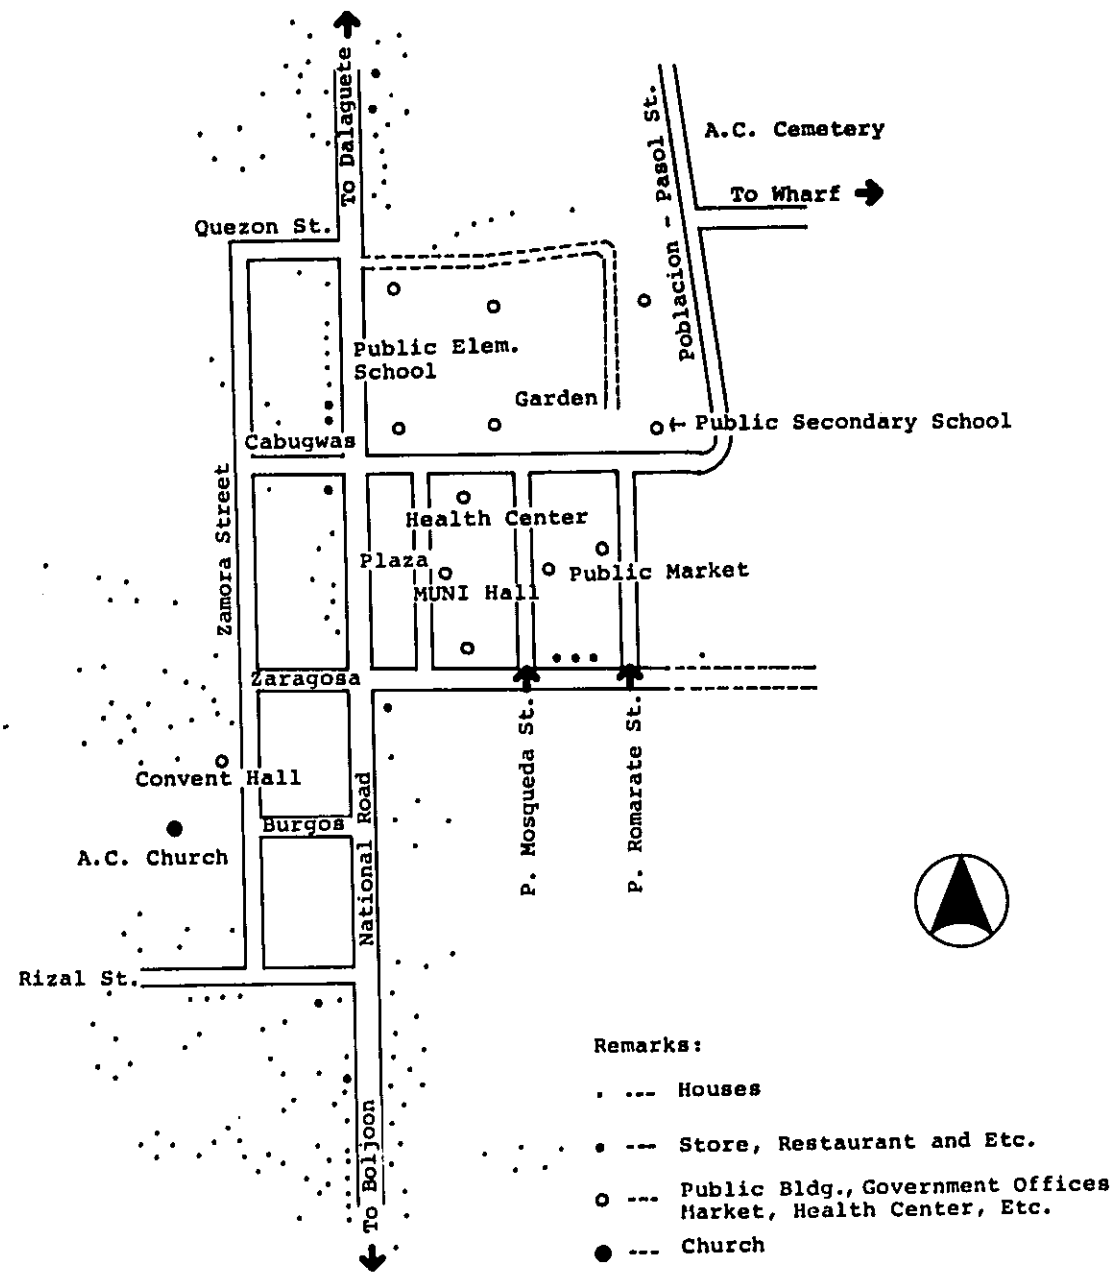 To Dalaguete
Poblacion - Pasol St.
A.C. Cemetery
To Wharf
Quezon St.
Public Elem.
School
Garden
Public Secondary School
Cabugwas
Zamora Street
Health Center
Plaza
Public Market
MUNI Hall
Zaragosa
P. Mosqueda St.
P. Romarate St.
Convent Hall
National Road
Burgos
A.C. Church
Rizal St.
To Boljoon
Remarks:
. --- Houses
• --- Store, Restaurant and Etc.
o --- Public Bldg., Government Offices
Market, Health Center, Etc.
● --- Church